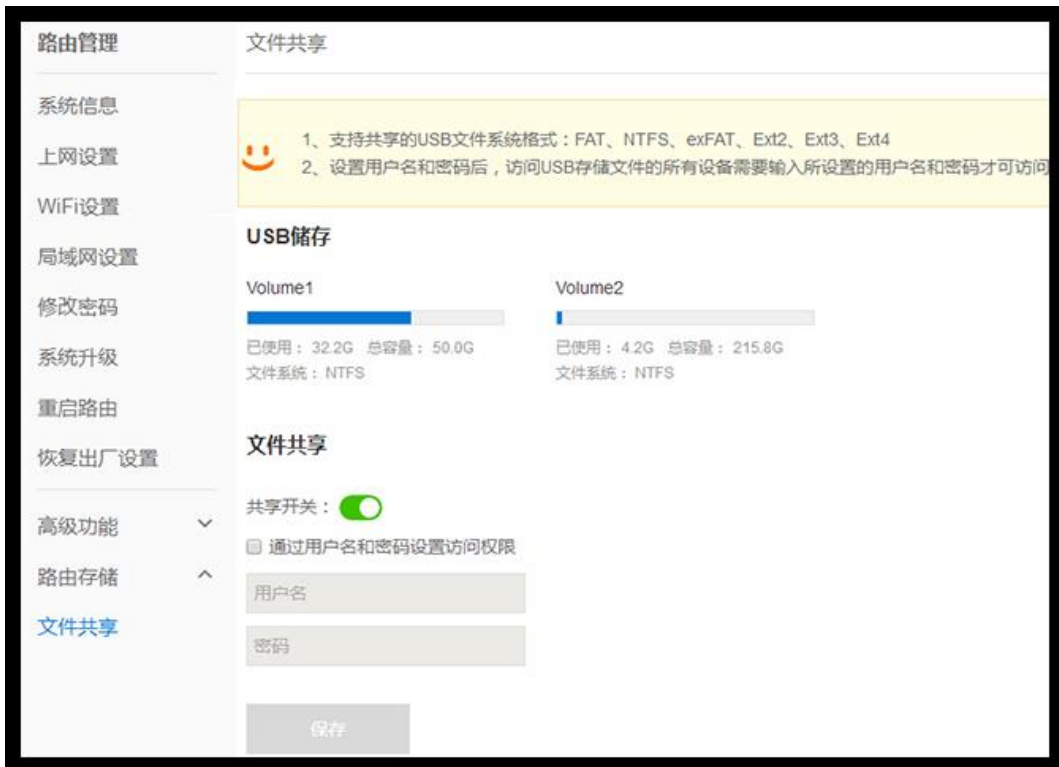 路由管理
系统信息
上网设置
WiFi设置
局域网设置
修改密码
系统升级
重启路由
恢复出厂设置
高级功能
路由存储
文件共享
文件共享
1、支持共享的USB文件系统格式：FAT、NTFS、exFAT、Ext2、Ext3、Ext4
2、设置用户名和密码后，访问USB存储文件的所有设备需要输入所设置的用户名和密码才可访问
USB储存
Volume1
已使用： 32.2G 总容量： 50.0G
文件系统：NTFS
Volume2
已使用： 4.2G 总容量： 215.8G
文件系统：NTFS
文件共享
共享开关：
通过用户名和密码设置访问权限
用户名
密码
保存